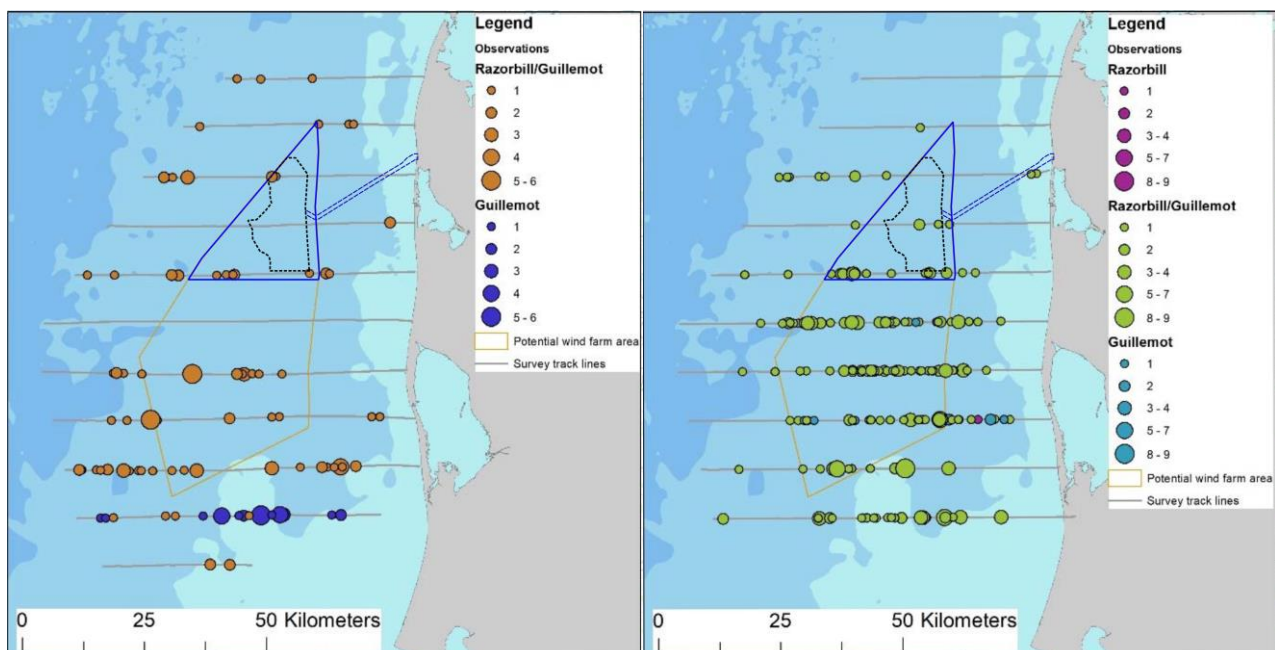 Legend
Observations
Razorbill/Guillemot
1
2
3
4
5 - 6
Guillemot
1
2
3
4
5 - 6
Potential wind farm area
Survey track lines
0 25 50 Kilometers
Legend
Observations
Razorbill
1
2
3 - 4
5 - 7
8 - 9
Razorbill/Guillemot
1
2
3 - 4
5 - 7
8 - 9
Guillemot
1
2
3 - 4
5 - 7
8 - 9
Potential wind farm area
Survey track lines
0 25 50 Kilometers